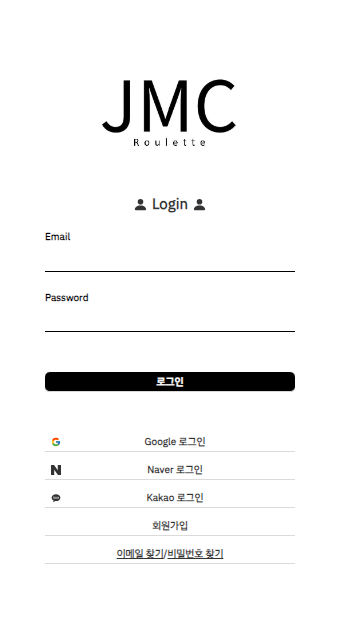 JMC
Roulette
Login
Email
Password
로그인
Google 로그인
Naver 로그인
Kakao 로그인
회원가입
이메일 찾기/비밀번호 찾기